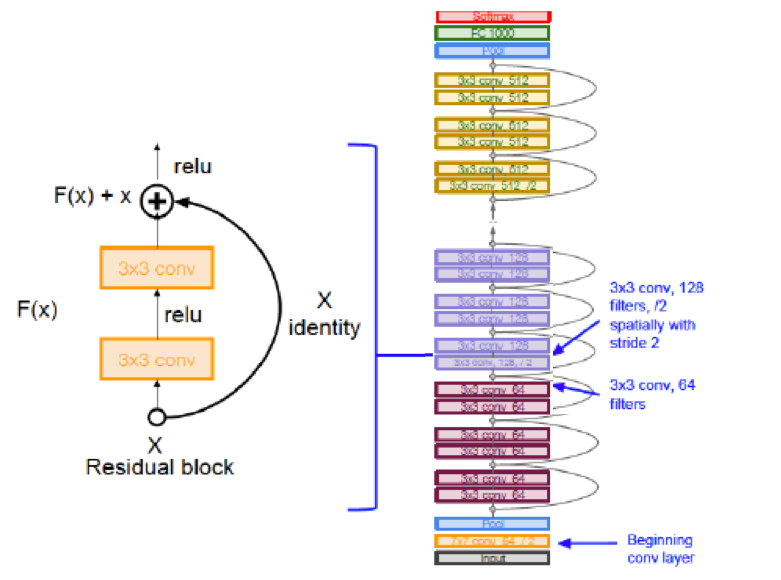 relu
F(x) + x
3x3 conv
F(x)
relu
3x3 conv
X
identity
X
Residual block
Softmax
FC 1000
Pool
3x3 conv, 512
3x3 conv, 512
3x3 conv, 512
3x3 conv, 512
3x3 conv, 512
3x3 conv, 512, /2
..
3x3 conv, 128
3x3 conv, 128
3x3 conv, 128
3x3 conv, 128
3x3 conv, 128
3x3 conv, 128, / 2
3x3 conv, 64
3x3 conv, 64
3x3 conv, 64
3x3 conv, 64
3x3 conv, 64
3x3 conv, 64
Pool
7x7 conv, 64, / 2
Input
3x3 conv, 128
filters, /2
spatially with
stride 2
3x3 conv, 64
filters
Beginning
conv layer